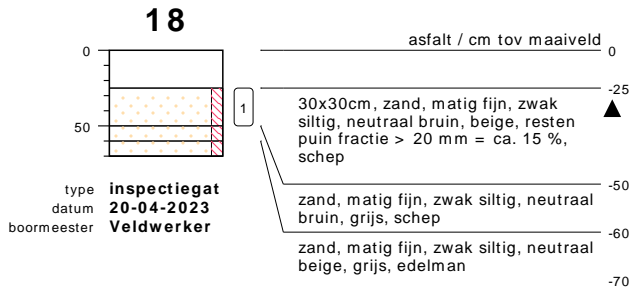 18
asfalt / cm tov maaiveld
0
0
-25
30x30cm, zand, matig fijn, zwak
siltig, neutraal bruin, beige, resten
puin fractie > 20 mm = ca. 15 %,
schep
1
50
-50
zand, matig fijn, zwak siltig, neutraal
bruin, grijs, schep
-60
zand, matig fijn, zwak siltig, neutraal
beige, grijs, edelman
-70
type inspectiegat
datum 20-04-2023
boormeester Veldwerker